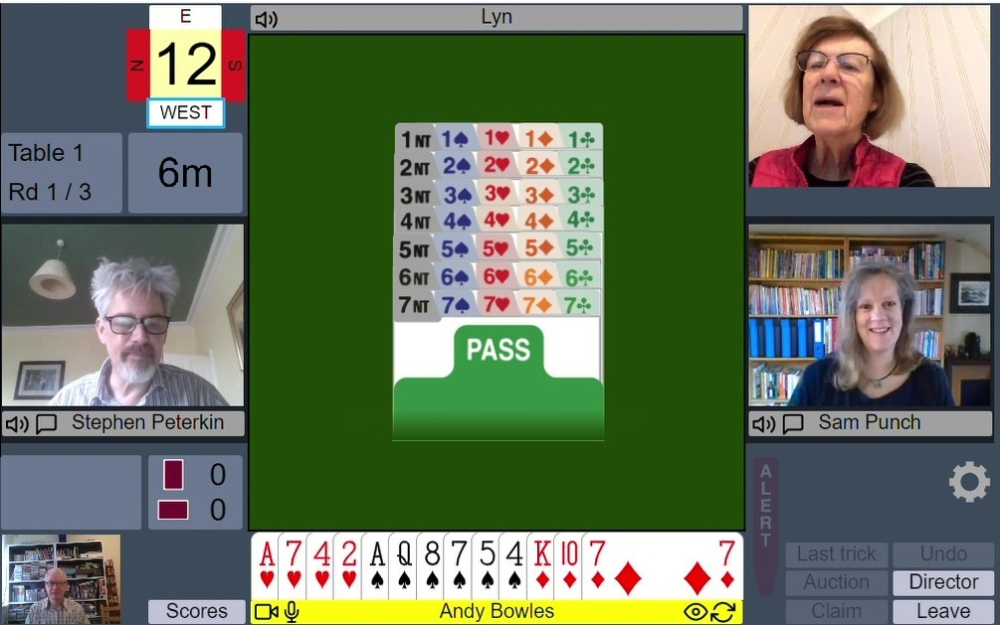 E
Lyn
N 12 S
WEST
Table 1
Rd 1 / 3
6m
1NT 1♠ 1♥ 1♦ 1♣
2NT 2♠ 2♥ 2♦ 2♣
3NT 3♠ 3♥ 3♦ 3♣
4NT 4♠ 4♥ 4♦ 4♣
5NT 5♠ 5♥ 5♦ 5♣
6NT 6♠ 6♥ 6♦ 6♣
7NT 7♠ 7♥ 7♦ 7♣
PASS
Stephen Peterkin
Sam Punch
0
0
ALERT
A 7 4 2 A Q 8 7 5 4 K 10 7 7
♥ ♥ ♥ ♥ ♠ ♠ ♠ ♠ ♠ ♠ ♦ ♦ ♦ ♦
Last trick Undo
Auction Director
Claim Leave
Scores
Andy Bowles